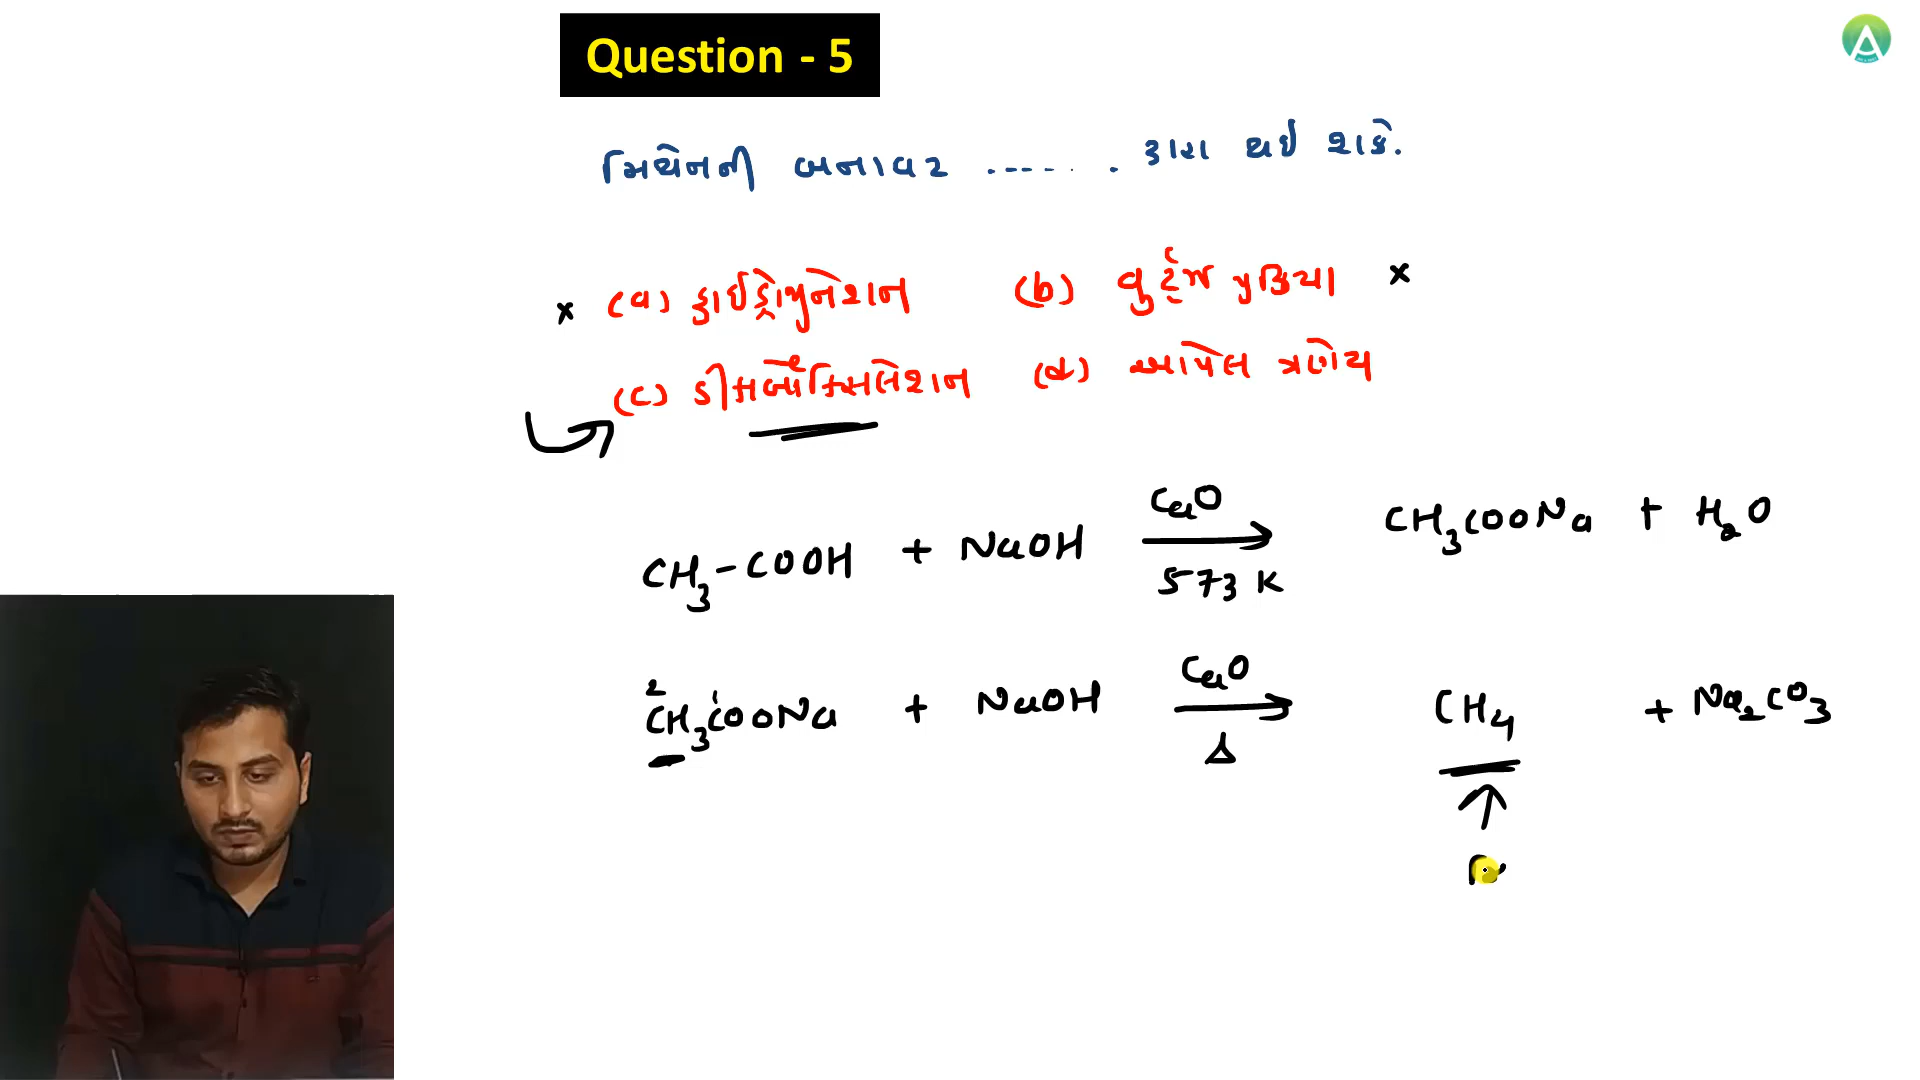 Question - 5
મિથેનની બનાવટ ....... દ્વારા થઈ શકે.
× (a) હાઈડ્રોજીનેશન (b) વુર્ટ્ઝ પ્રક્રિયા ×
(c) ડીકાર્બોક્સિલેશન (d) આપેલ ત્રણેય
CH₃-COOH + NaOH CaO 573 K CH₃COONa + H₂O
²CH₃¹COONa + NaOH CaO Δ CH₄ + Na₂CO₃